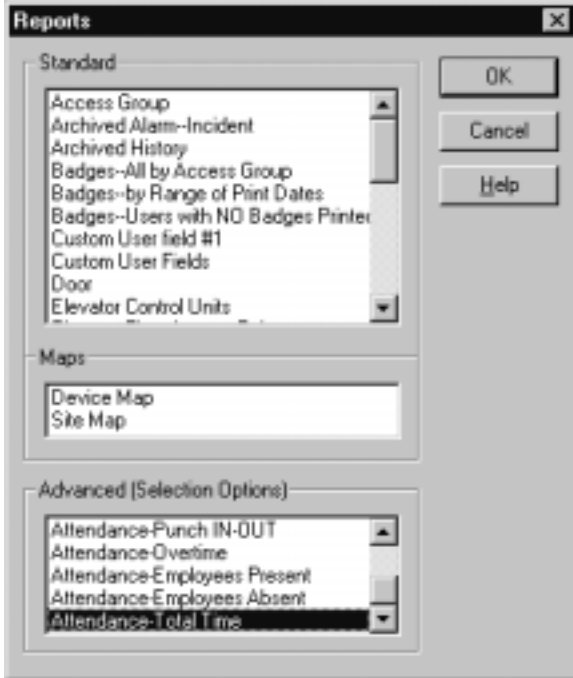 Reports
Standard
Access Group
Archived Alarm--Incident
Archived History
Badges--All by Access Group
Badges--by Range of Print Dates
Badges--Users with NO Badges Printed
Custom User field #1
Custom User Fields
Door
Elevator Control Units
OK
Cancel
Help
Maps
Device Map
Site Map
Advanced (Selection Options)
Attendance-Punch IN-OUT
Attendance-Overtime
Attendance-Employees Present
Attendance-Employees Absent
Attendance-Total Time